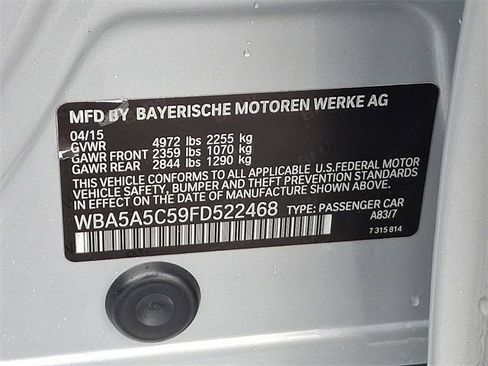 MFD BY BAYERISCHE MOTOREN WERKE AG
04/15
GVWR 4972 lbs 2255 kg
GAWR FRONT 2359 lbs 1070 kg
GAWR REAR 2844 lbs 1290 kg
THIS VEHICLE CONFORMS TO ALL APPLICABLE U.S.FEDERAL MOTOR
VEHICLE SAFETY, BUMPER, AND THEFT PREVENTION STANDARDS
IN EFFECT ON THE DATE OF MANUFACTURE SHOWN ABOVE.
WBA5A5C59FD522468 TYPE: PASSENGER CAR
A83/7
7 315 814